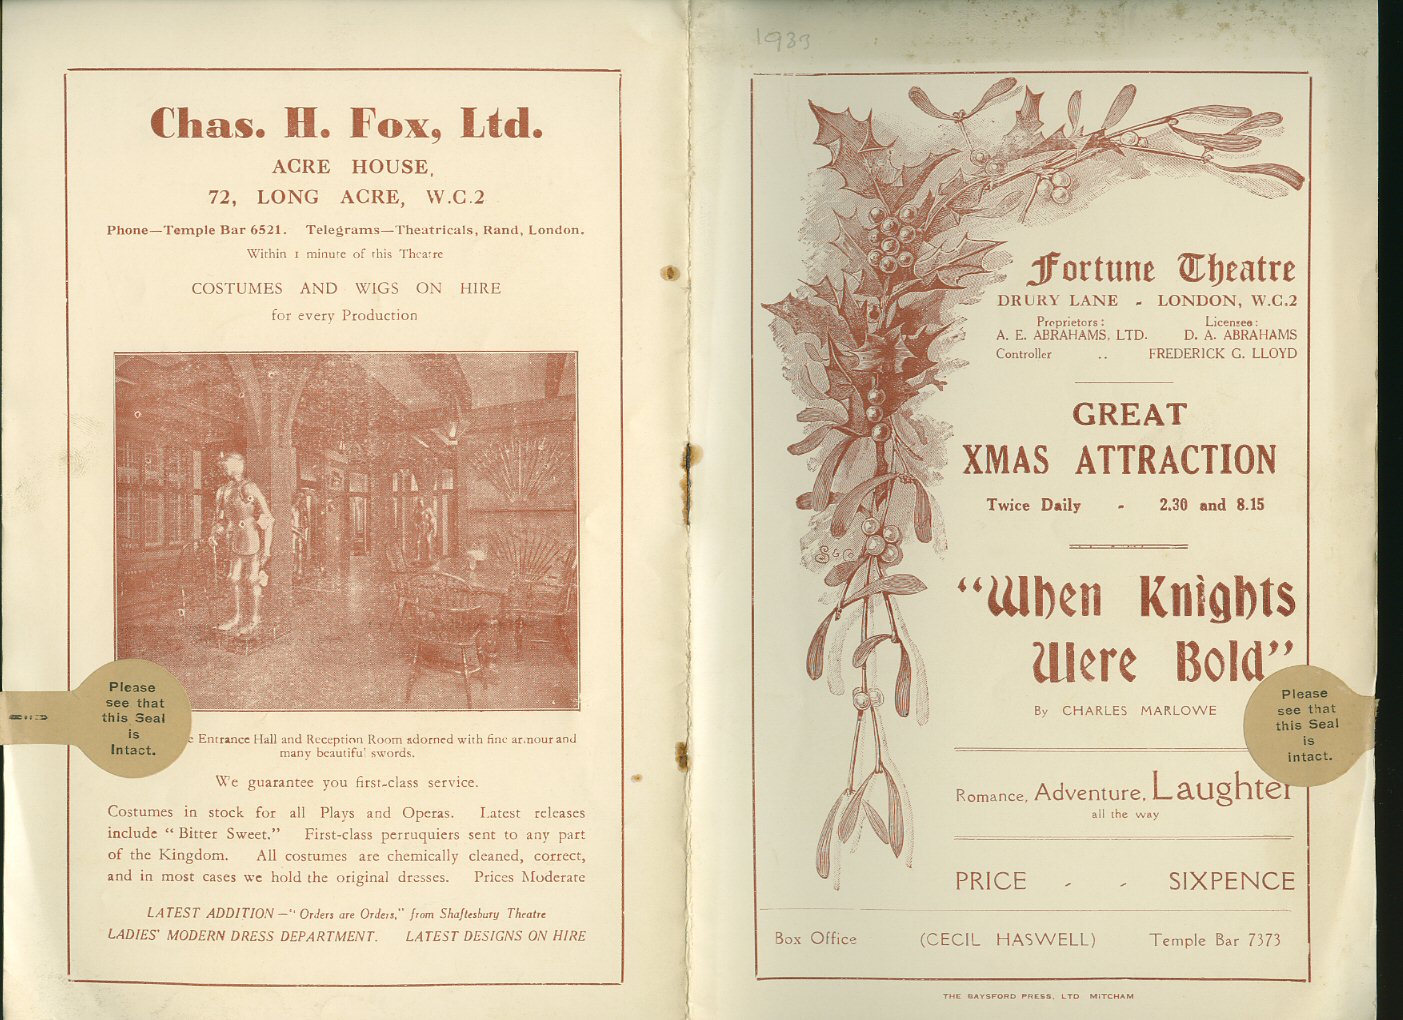 Chas. H. Fox, Ltd.
ACRE HOUSE,
72, LONG ACRE, W.C.2
Phone—Temple Bar 6521. Telegrams—Theatricals, Rand, London.
Within 1 minute of this Theatre
COSTUMES AND WIGS ON HIRE
for every Production
Please
see that
this Seal
is
Intact.
Entrance Hall and Reception Room adorned with fine armour and
many beautiful swords.
We guarantee you first-class service.
Costumes in stock for all Plays and Operas. Latest releases
include "Bitter Sweet." First-class perruquiers sent to any part
of the Kingdom. All costumes are chemically cleaned, correct,
and in most cases we hold the original dresses. Prices Moderate
LATEST ADDITION—"Orders are Orders," from Shaftesbury Theatre
LADIES' MODERN DRESS DEPARTMENT. LATEST DESIGNS ON HIRE
1933
Fortune Theatre
DRURY LANE - LONDON, W.C.2
Proprietors: Licensee:
A. E. ABRAHAMS, LTD. D. A. ABRAHAMS
Controller .. FREDERICK G. LLOYD
GREAT
XMAS ATTRACTION
Twice Daily - 2.30 and 8.15
S&C
"When Knights
Were Bold"
By CHARLES MARLOWE
Please
see that
this Seal
is
intact.
Romance, Adventure, Laughter
all the way
PRICE - - SIXPENCE
Box Office (CECIL HASWELL) Temple Bar 7373
THE BAYSFORD PRESS, LTD MITCHAM